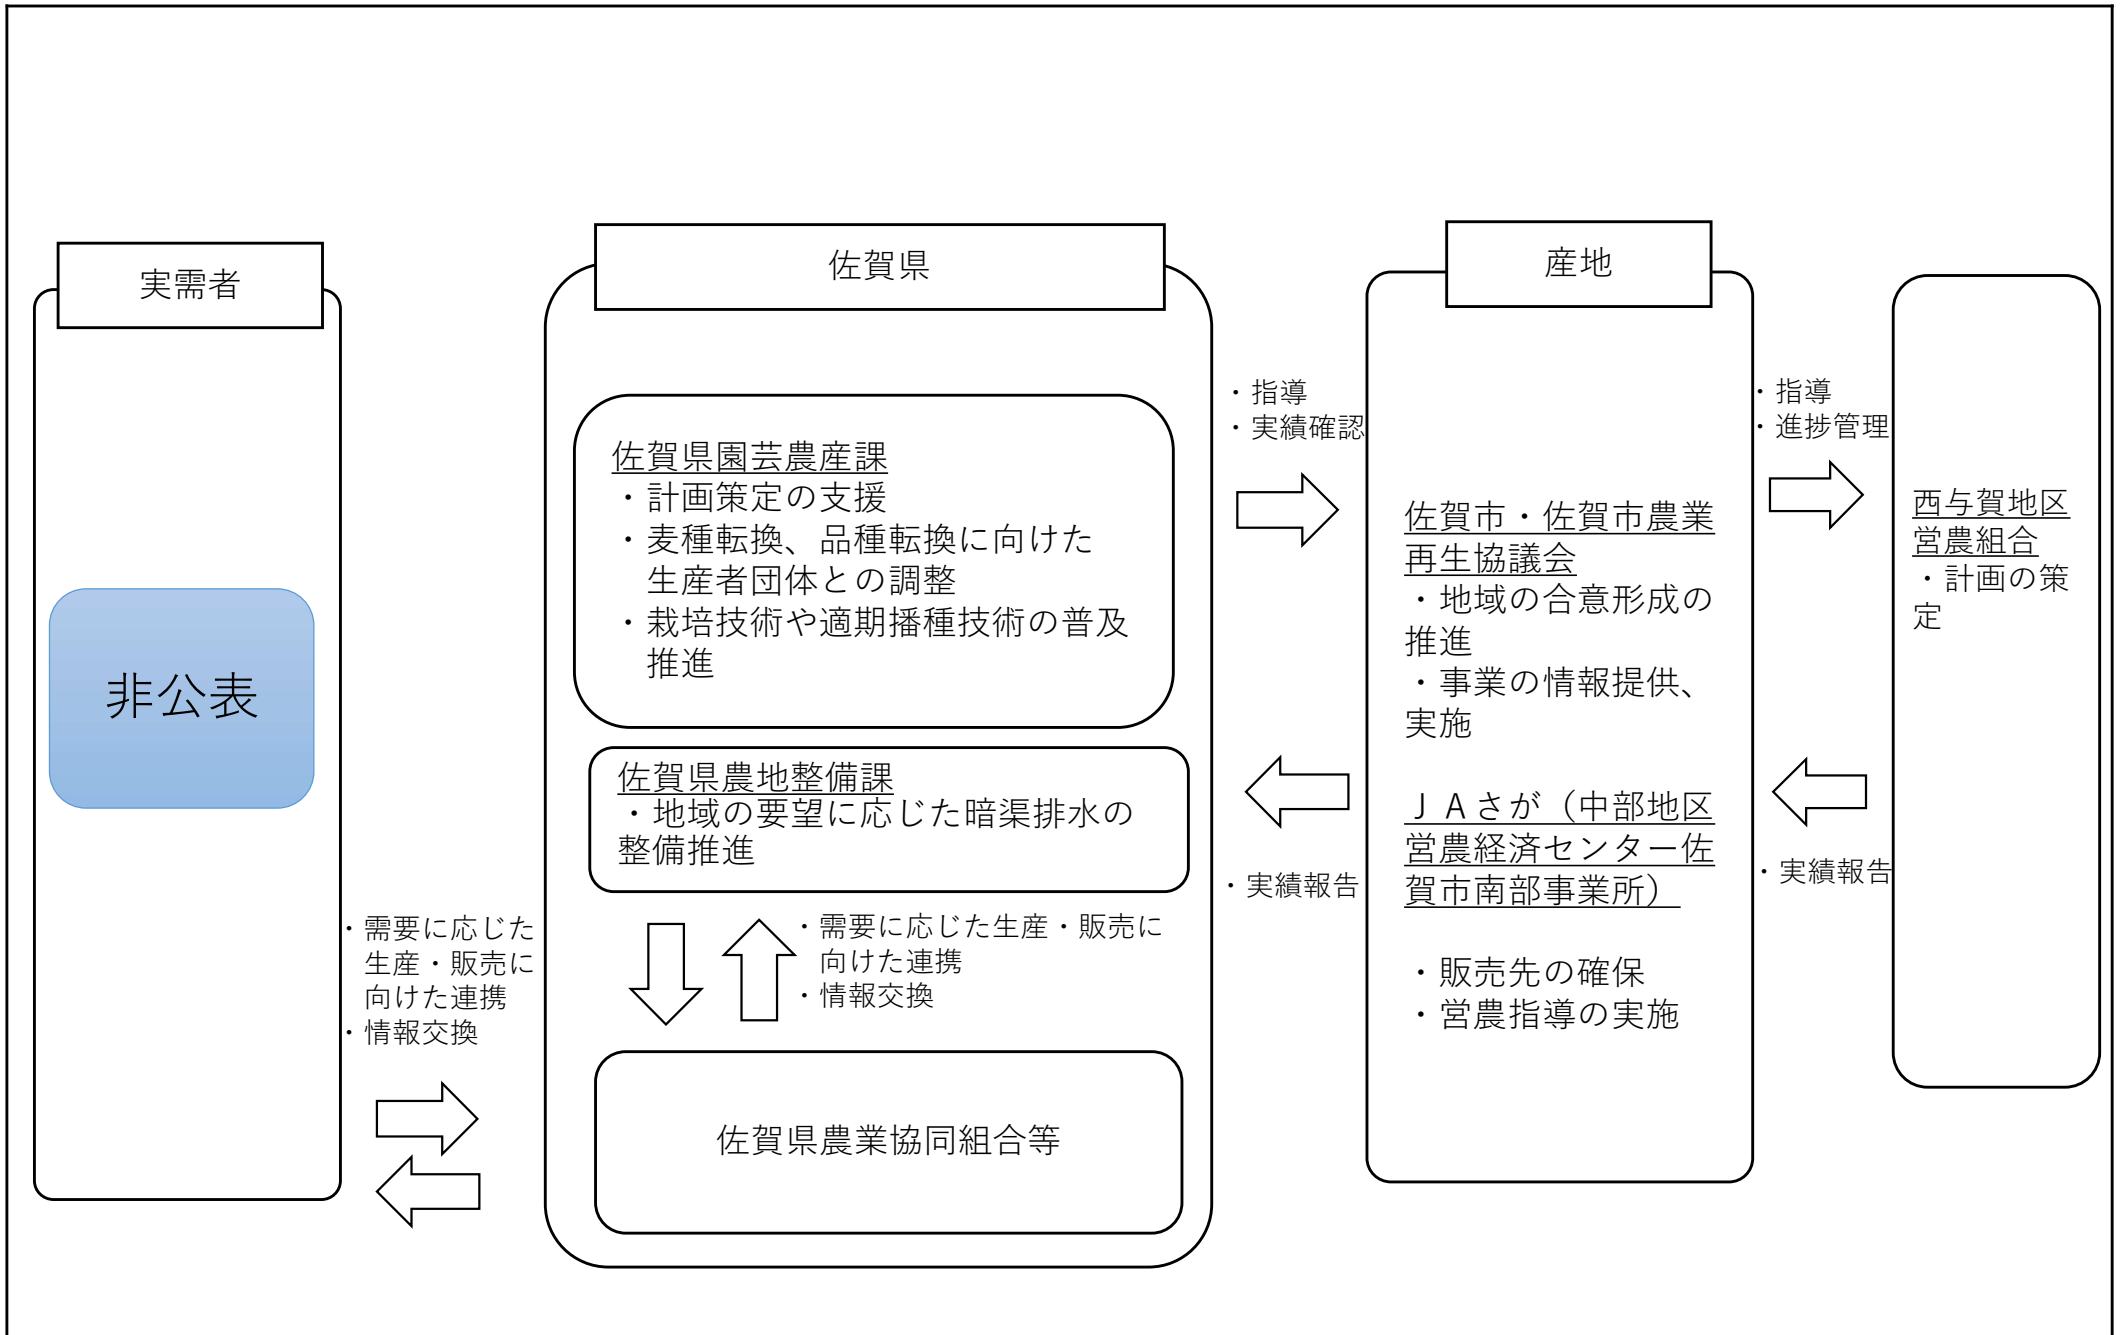 実需者
非公表
・需要に応じた
生産・販売に
向けた連携
・情報交換
佐賀県
佐賀県園芸農産課
・計画策定の支援
・麦種転換、品種転換に向けた
生産者団体との調整
・栽培技術や適期播種技術の普及
推進
佐賀県農地整備課
・地域の要望に応じた暗渠排水の
整備推進
・需要に応じた生産・販売に
向けた連携
・情報交換
佐賀県農業協同組合等
・指導
・実績確認
・実績報告
産地
佐賀市・佐賀市農業
再生協議会
・地域の合意形成の
推進
・事業の情報提供、
実施
ＪＡさが（中部地区
営農経済センター佐
賀市南部事業所）
・販売先の確保
・営農指導の実施
・指導
・進捗管理
・実績報告
西与賀地区
営農組合
・計画の策
定